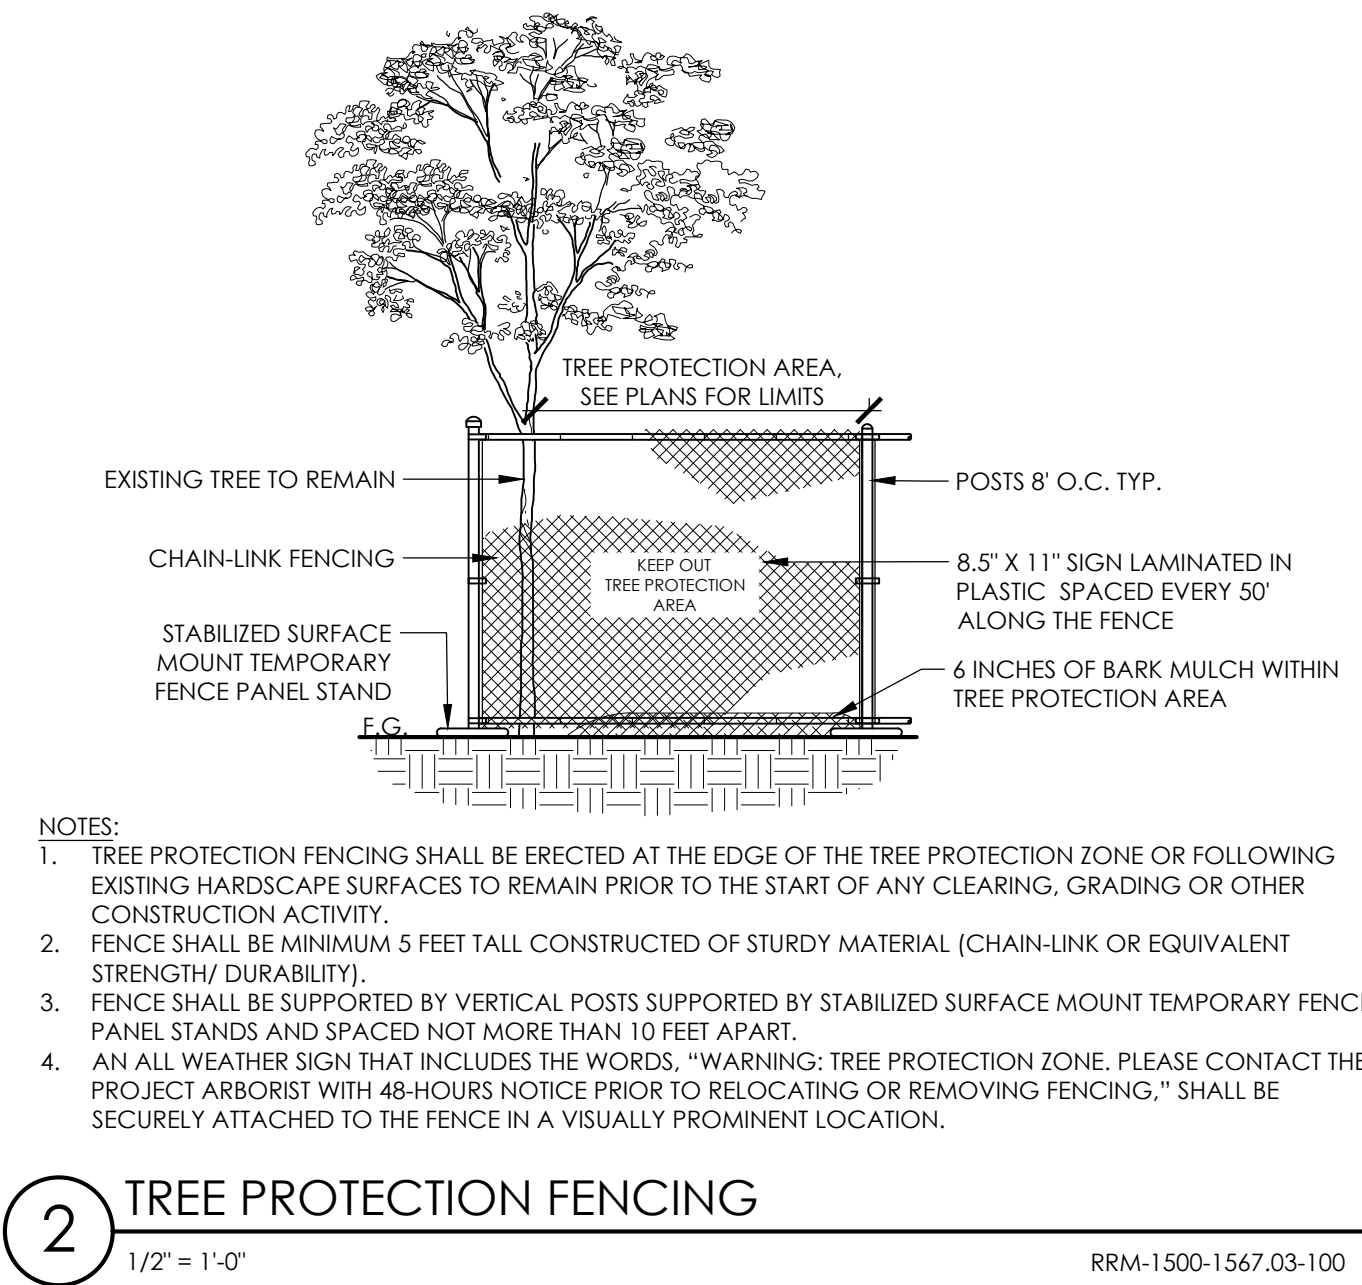 TREE PROTECTION AREA,
SEE PLANS FOR LIMITS
EXISTING TREE TO REMAIN
POSTS 8' O.C. TYP.
CHAIN-LINK FENCING
KEEP OUT
TREE PROTECTION
AREA
8.5" X 11" SIGN LAMINATED IN
PLASTIC SPACED EVERY 50'
ALONG THE FENCE
STABILIZED SURFACE
MOUNT TEMPORARY
FENCE PANEL STAND
6 INCHES OF BARK MULCH WITHIN
TREE PROTECTION AREA
F.G.
NOTES:
1. TREE PROTECTION FENCING SHALL BE ERECTED AT THE EDGE OF THE TREE PROTECTION ZONE OR FOLLOWING
EXISTING HARDSCAPE SURFACES TO REMAIN PRIOR TO THE START OF ANY CLEARING, GRADING OR OTHER
CONSTRUCTION ACTIVITY.
2. FENCE SHALL BE MINIMUM 5 FEET TALL CONSTRUCTED OF STURDY MATERIAL (CHAIN-LINK OR EQUIVALENT
STRENGTH/ DURABILITY).
3. FENCE SHALL BE SUPPORTED BY VERTICAL POSTS SUPPORTED BY STABILIZED SURFACE MOUNT TEMPORARY FENCE
PANEL STANDS AND SPACED NOT MORE THAN 10 FEET APART.
4. AN ALL WEATHER SIGN THAT INCLUDES THE WORDS, “WARNING: TREE PROTECTION ZONE. PLEASE CONTACT THE
PROJECT ARBORIST WITH 48-HOURS NOTICE PRIOR TO RELOCATING OR REMOVING FENCING,” SHALL BE
SECURELY ATTACHED TO THE FENCE IN A VISUALLY PROMINENT LOCATION.
2 TREE PROTECTION FENCING
1/2" = 1'-0"
RRM-1500-1567.03-100